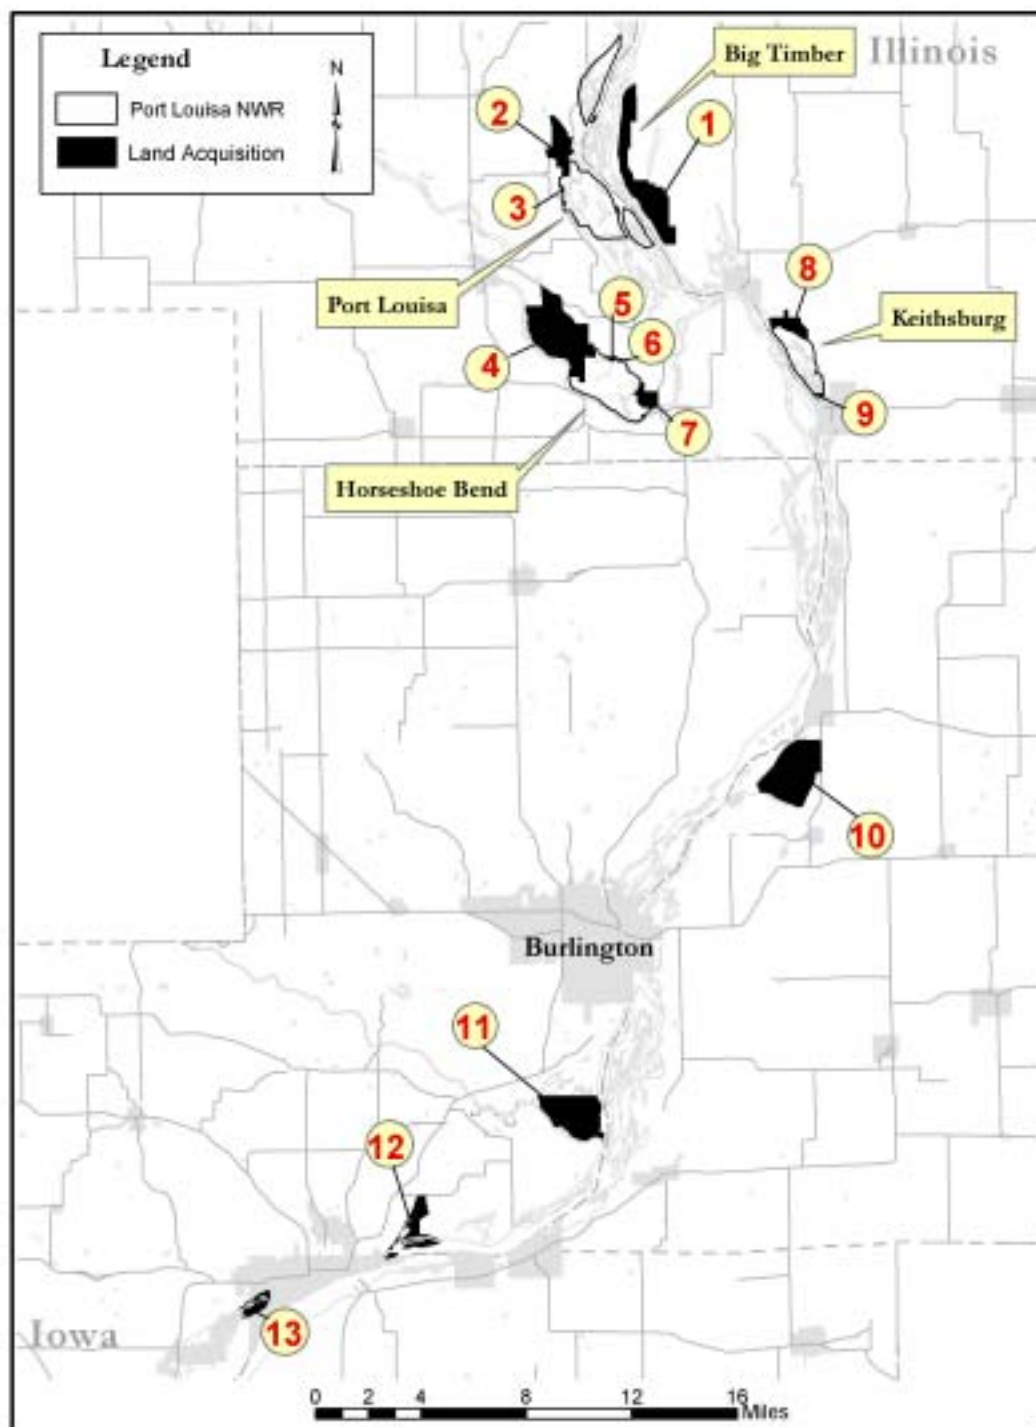 Legend
N
Port Louisa NWR
Land Acquisition
Big Timber
Illinois
2
1
3
8
Port Louisa
5
Keithsburg
6
4
9
7
Horseshoe Bend
10
Burlington
11
12
Iowa
13
0 2 4 8 12 16
Miles